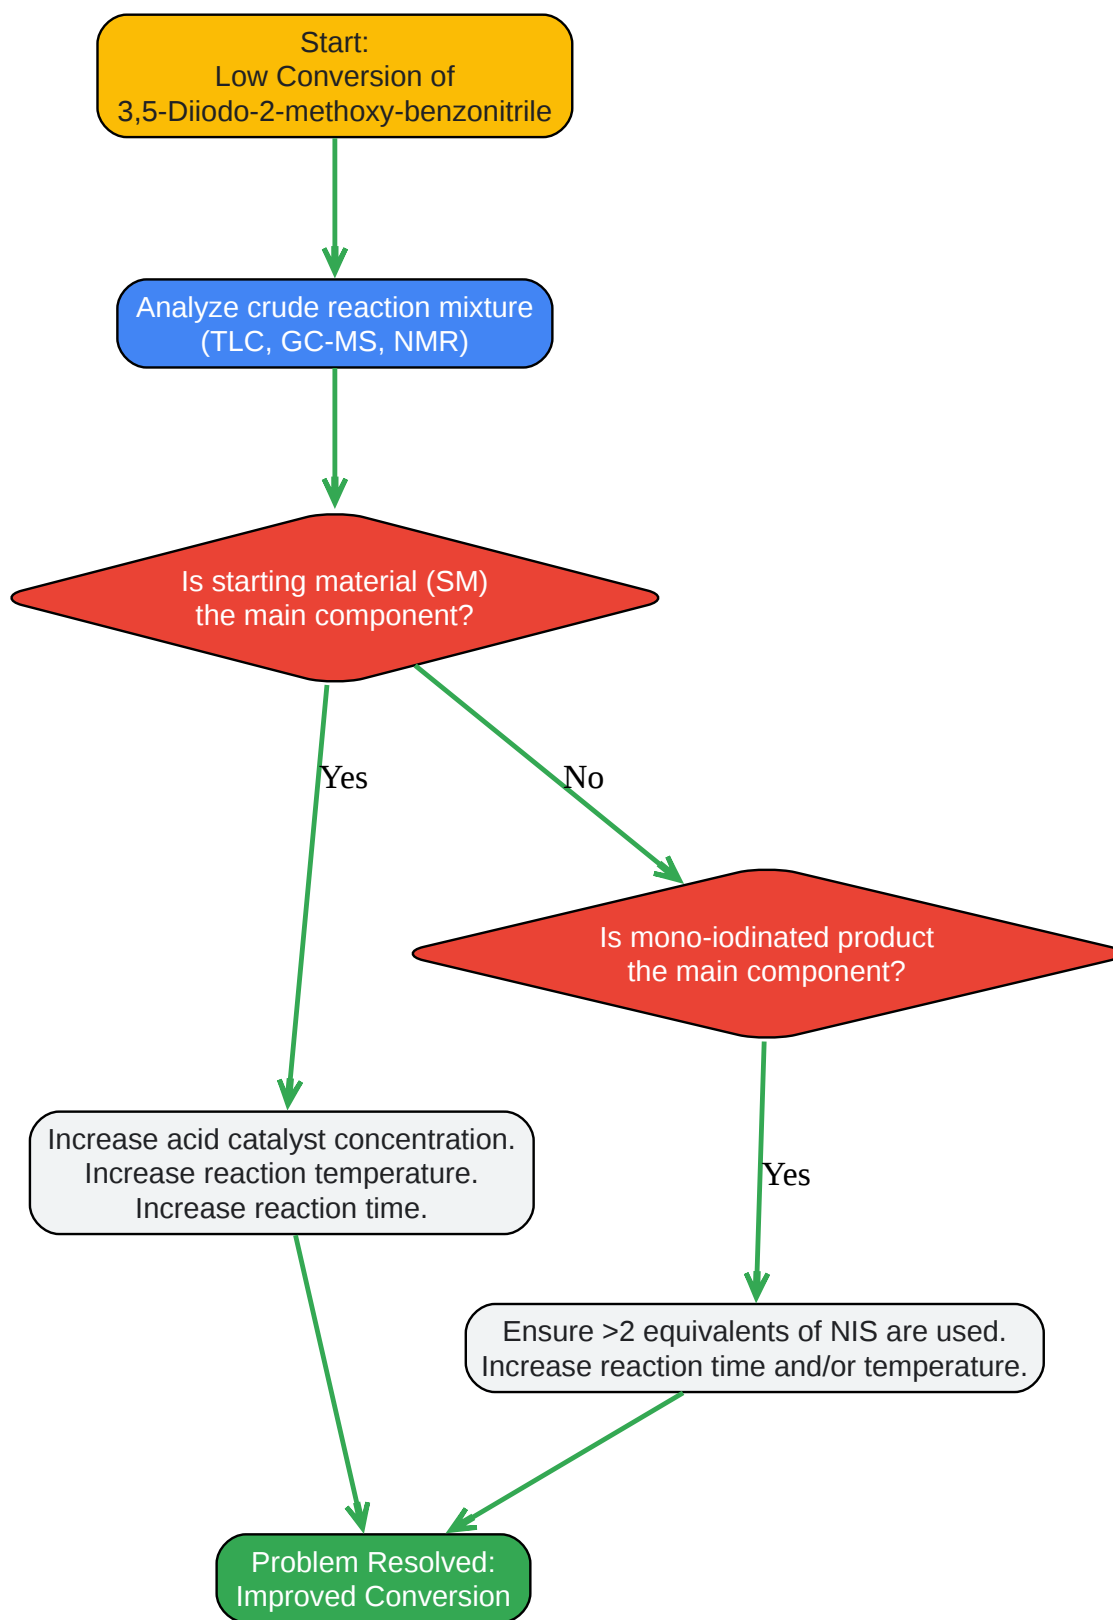 Start:
Low Conversion of
3,5-Diiodo-2-methoxy-benzonitrile
Analyze crude reaction mixture
(TLC, GC-MS, NMR)
Is starting material (SM)
the main component?
Yes
No
Is mono-iodinated product
the main component?
Increase acid catalyst concentration.
Increase reaction temperature.
Increase reaction time.
Yes
Ensure >2 equivalents of NIS are used.
Increase reaction time and/or temperature.
Problem Resolved:
Improved Conversion